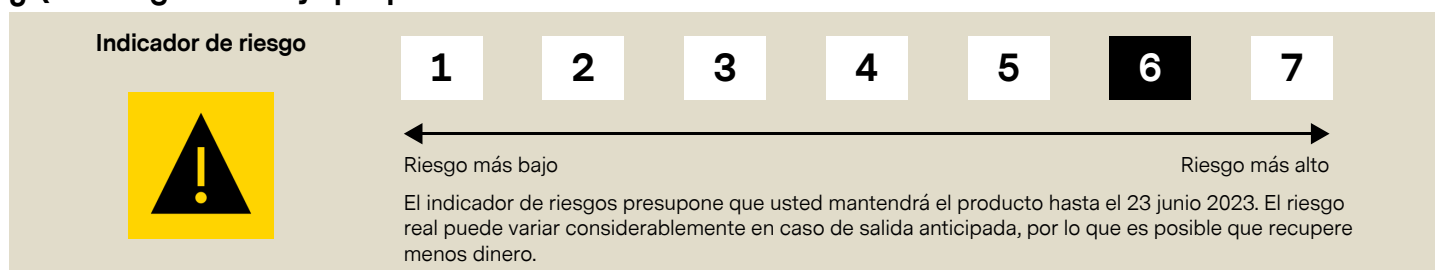 Indicador de riesgo
1 2 3 4 5 6 7
Riesgo más bajo
Riesgo más alto
El indicador de riesgos presupone que usted mantendrá el producto hasta el 23 junio 2023. El riesgo
real puede variar considerablemente en caso de salida anticipada, por lo que es posible que recupere
menos dinero.